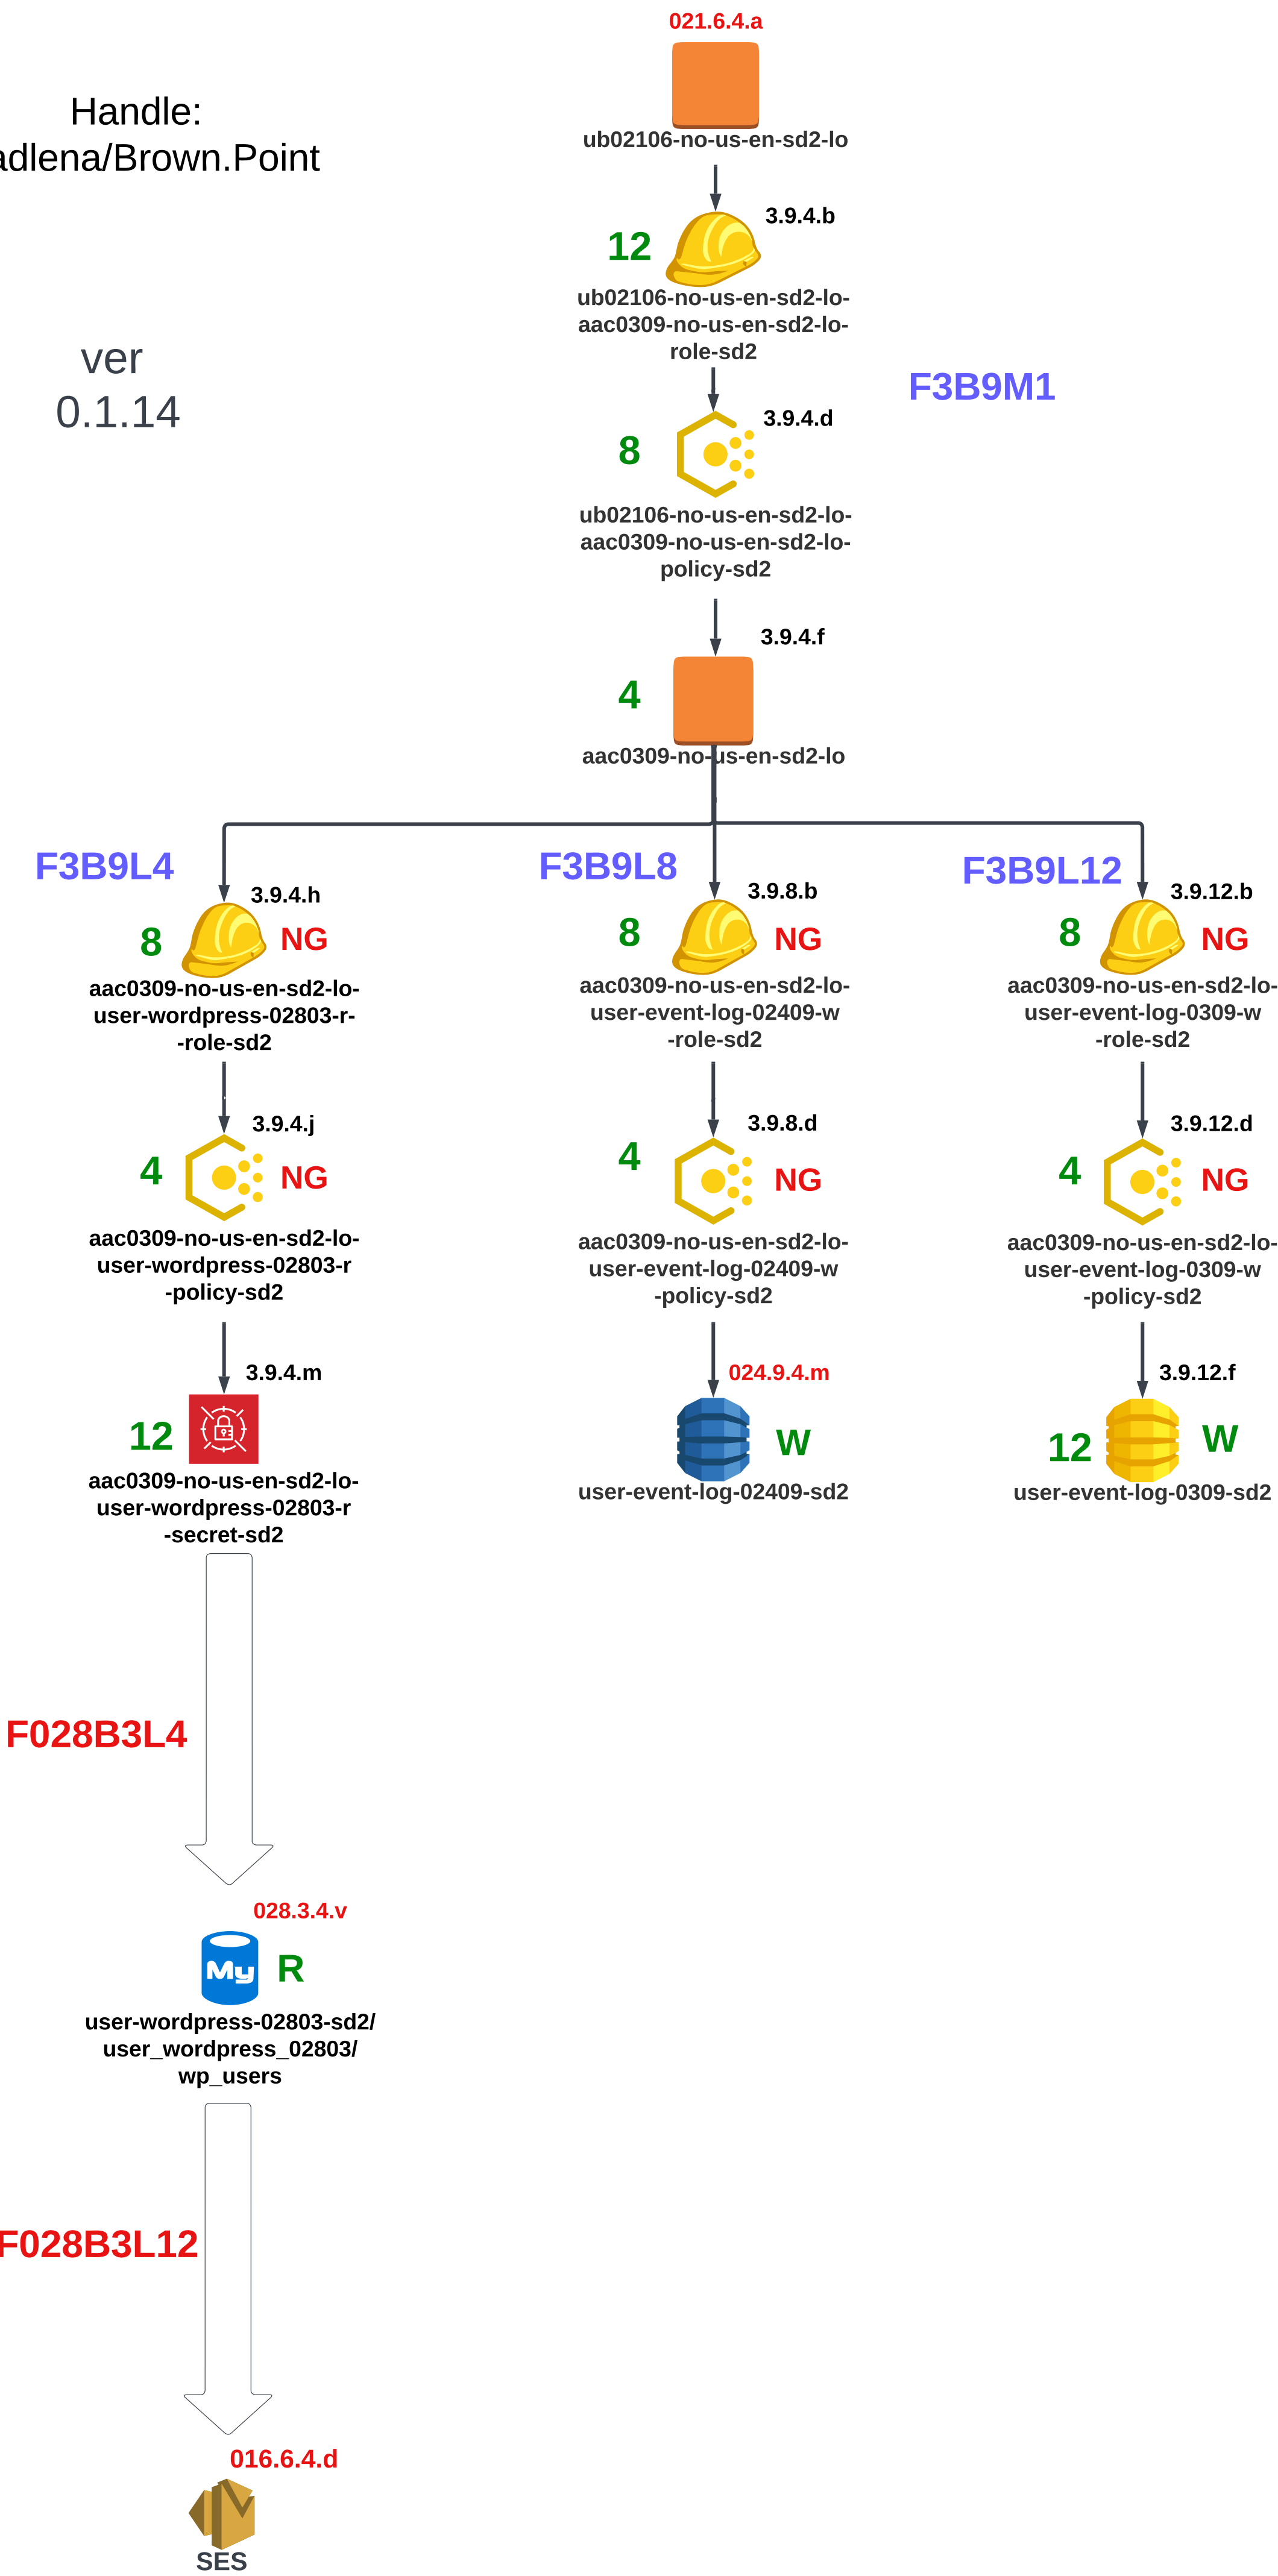 021.6.4.a
Handle:
adlena/Brown.Point
ub02106-no-us-en-sd2-lo
3.9.4.b
12
ub02106-no-us-en-sd2-lo-
aac0309-no-us-en-sd2-lo-
role-sd2
ver
0.1.14
F3B9M1
3.9.4.d
8
ub02106-no-us-en-sd2-lo-
aac0309-no-us-en-sd2-lo-
policy-sd2
3.9.4.f
4
aac0309-no-us-en-sd2-lo
F3B9L4
3.9.4.h
8
NG
aac0309-no-us-en-sd2-lo-
user-wordpress-02803-r-
-role-sd2
3.9.4.j
4
NG
aac0309-no-us-en-sd2-lo-
user-wordpress-02803-r
-policy-sd2
3.9.4.m
12
aac0309-no-us-en-sd2-lo-
user-wordpress-02803-r
-secret-sd2
F3B9L8
3.9.8.b
8
NG
aac0309-no-us-en-sd2-lo-
user-event-log-02409-w
-role-sd2
3.9.8.d
4
NG
aac0309-no-us-en-sd2-lo-
user-event-log-02409-w
-policy-sd2
024.9.4.m
W
user-event-log-02409-sd2
F3B9L12
3.9.12.b
8
NG
aac0309-no-us-en-sd2-lo-
user-event-log-0309-w
-role-sd2
3.9.12.d
4
NG
aac0309-no-us-en-sd2-lo-
user-event-log-0309-w
-policy-sd2
3.9.12.f
12
W
user-event-log-0309-sd2
F028B3L4
028.3.4.v
My
R
user-wordpress-02803-sd2/
user_wordpress_02803/
wp_users
F028B3L12
016.6.4.d
SES